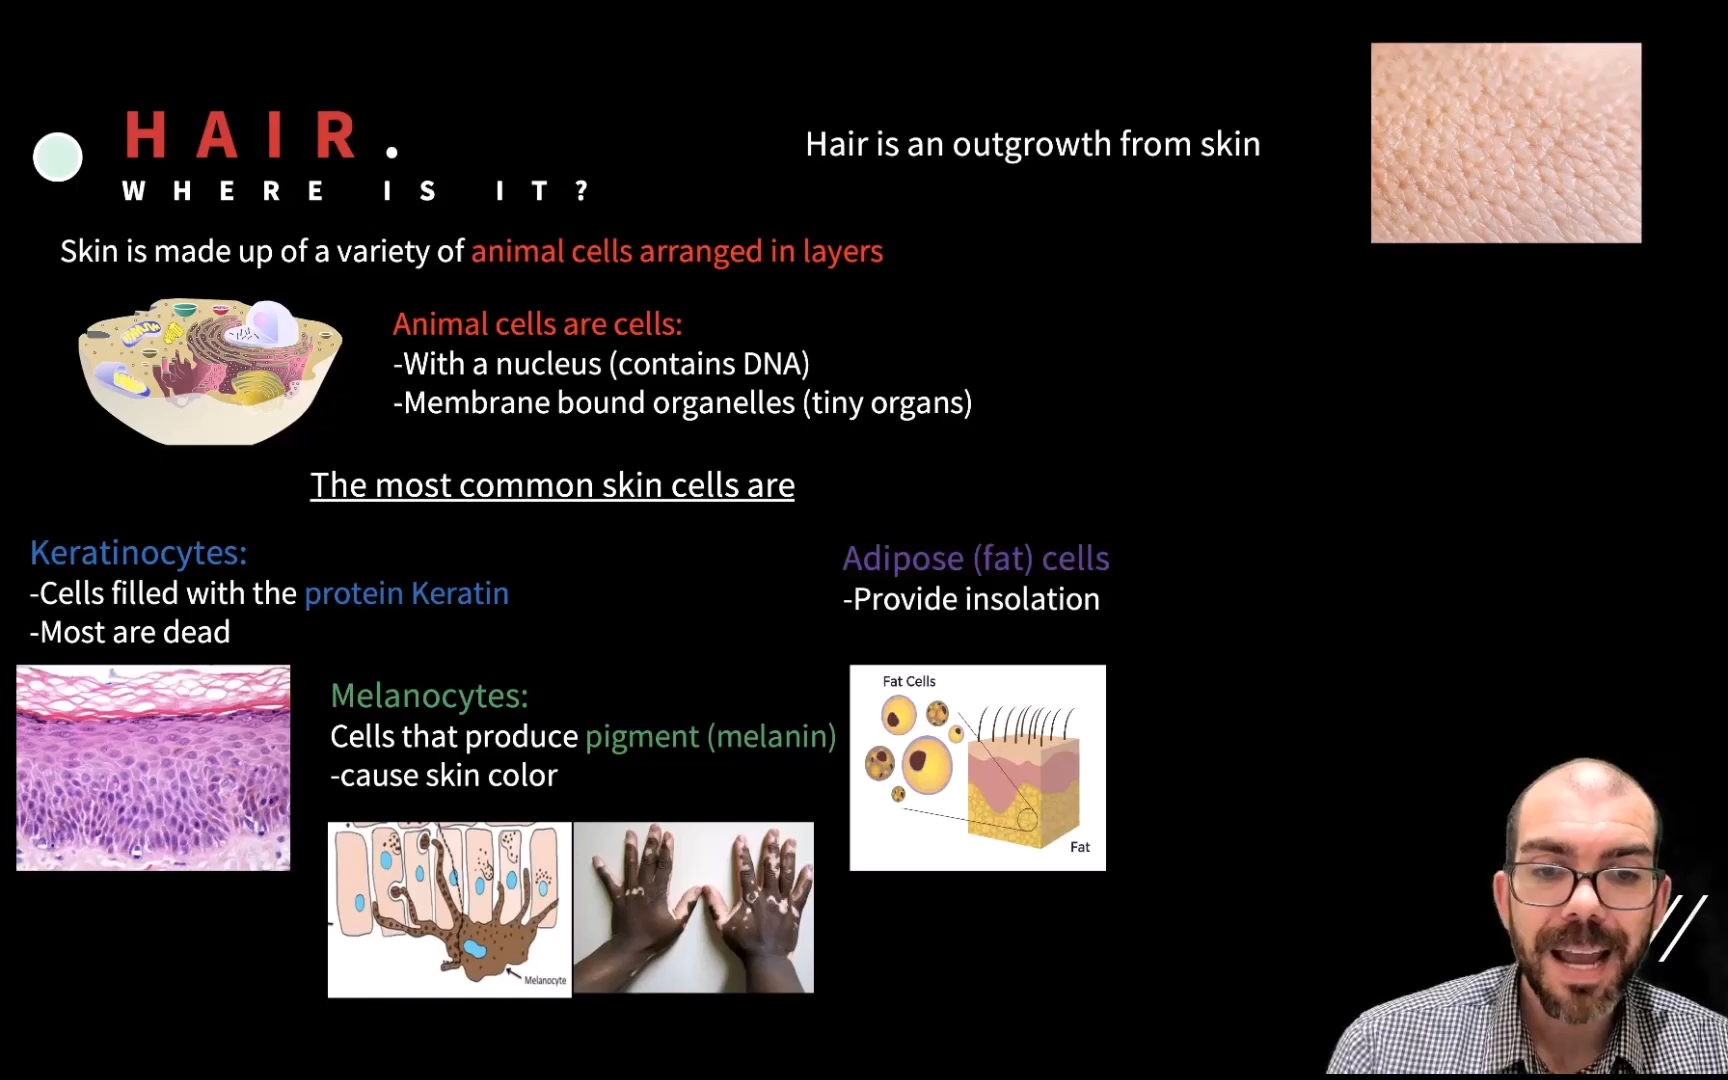 HAIR.
WHERE IS IT?
Hair is an outgrowth from skin
Skin is made up of a variety of animal cells arranged in layers
Animal cells are cells:
-With a nucleus (contains DNA)
-Membrane bound organelles (tiny organs)
The most common skin cells are
Keratinocytes:
-Cells filled with the protein Keratin
-Most are dead
Melanocytes:
Cells that produce pigment (melanin)
-cause skin color
Melanocyte
Adipose (fat) cells
-Provide insolation
Fat Cells
Fat
//